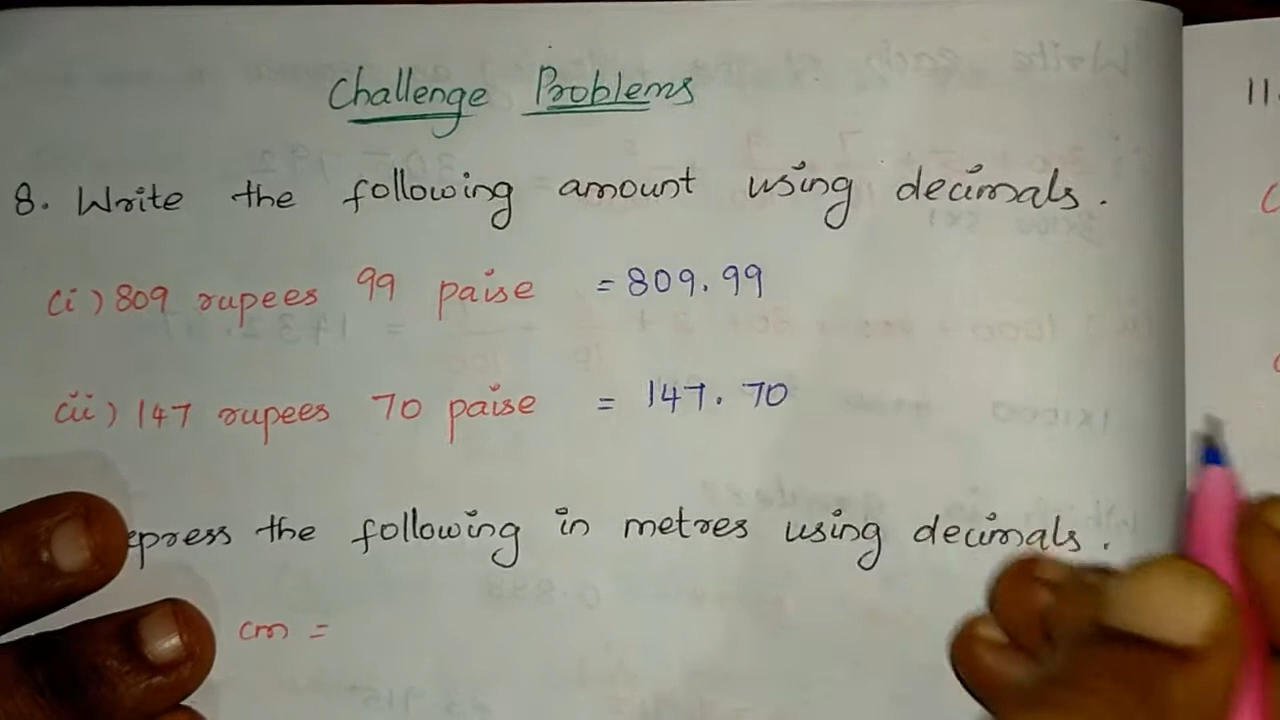 Challenge Problems
8. Write the following amount using decimals.
(i) 809 rupees 99 paise = 809.99
(ii) 147 rupees 70 paise = 147.70
the following in metres using decimals.
cm =
11.